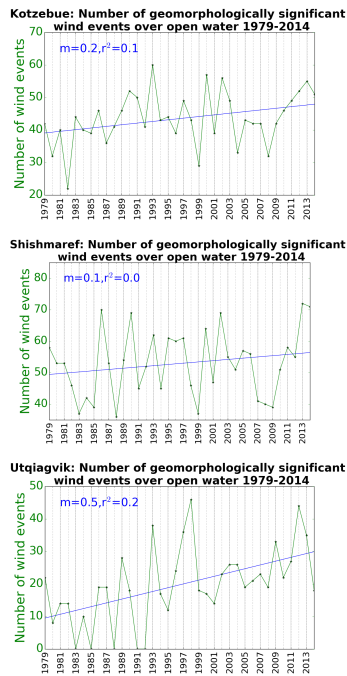 Kotzebue: Number of geomorphologically significant
wind events over open water 1979-2014
70
60
50
40
30
20
Number of wind events
m=0.2,r²=0.1
1979 1981 1983 1985 1987 1989 1991 1993 1995 1997 1999 2001 2003 2005 2007 2009 2011 2013
Shishmaref: Number of geomorphologically significant
wind events over open water 1979-2014
80
70
60
50
40
Number of wind events
m=0.1,r²=0.0
1979 1981 1983 1985 1987 1989 1991 1993 1995 1997 1999 2001 2003 2005 2007 2009 2011 2013
Utqiagvik: Number of geomorphologically significant
wind events over open water 1979-2014
50
40
30
20
10
0
Number of wind events
m=0.5,r²=0.2
1979 1981 1983 1985 1987 1989 1991 1993 1995 1997 1999 2001 2003 2005 2007 2009 2011 2013